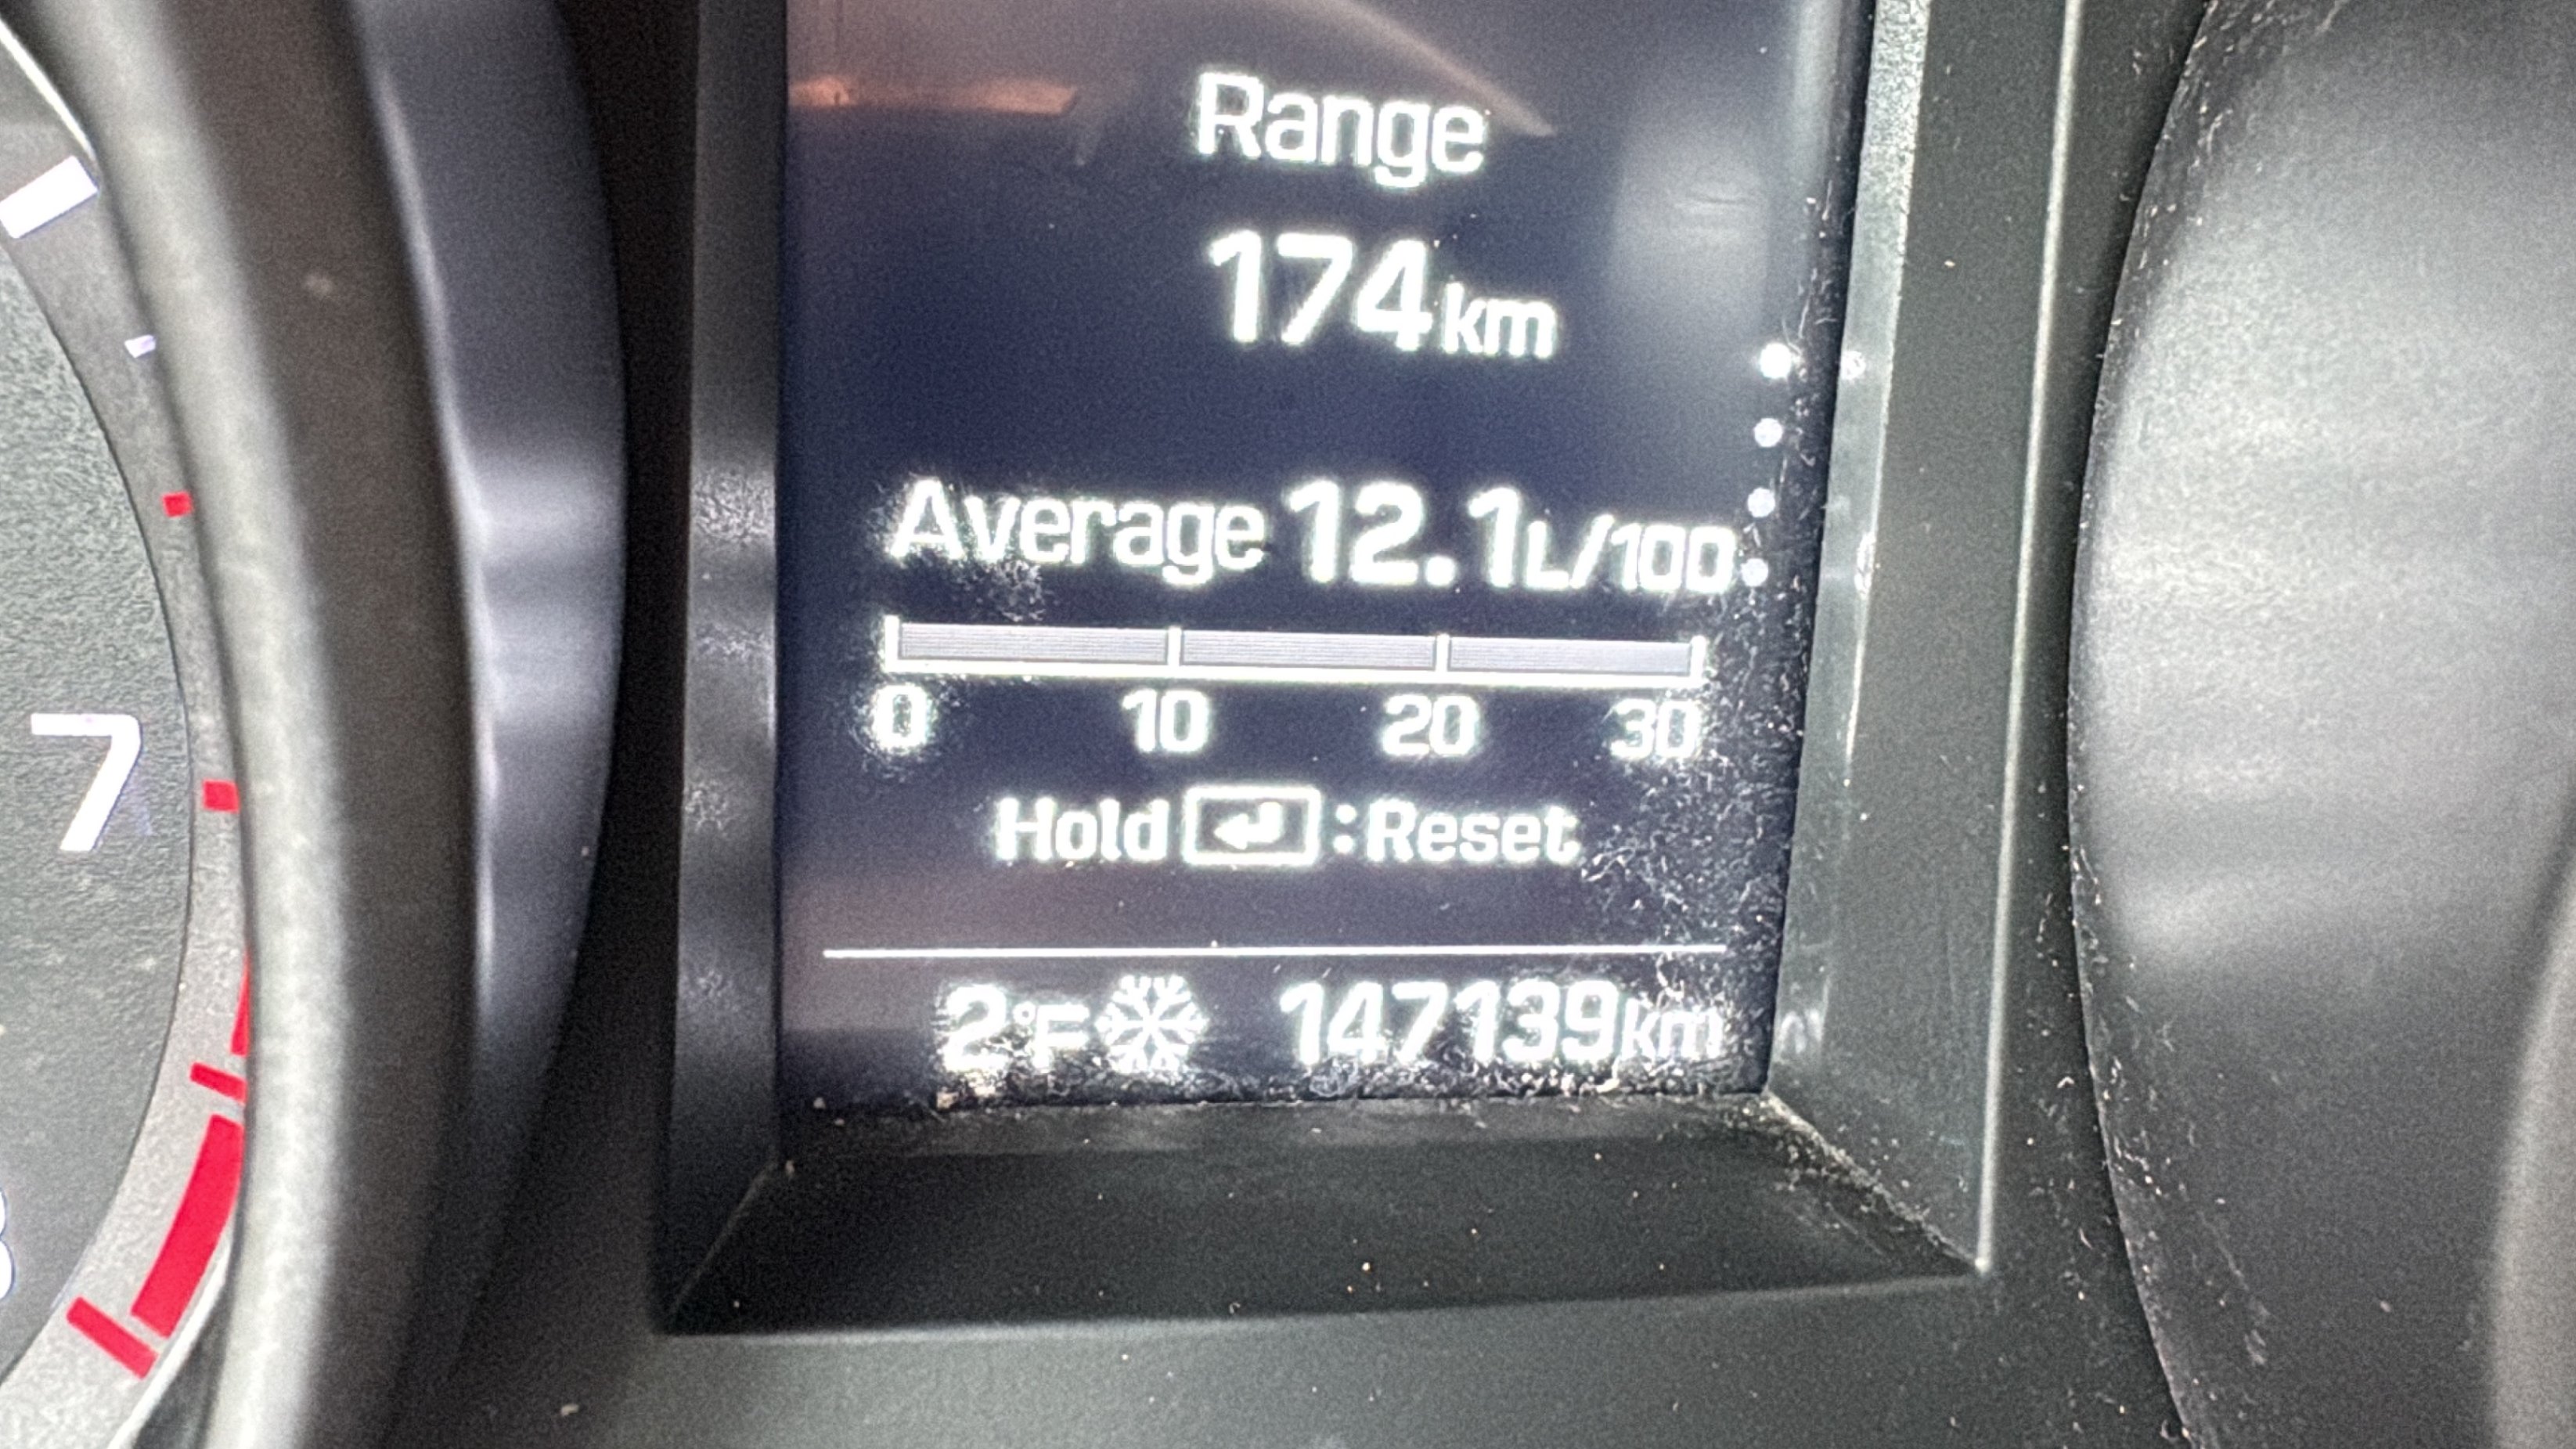 Range
174km
Average 12.1L/100
0 10 20 30
Hold :Reset
2°F 147139km
7